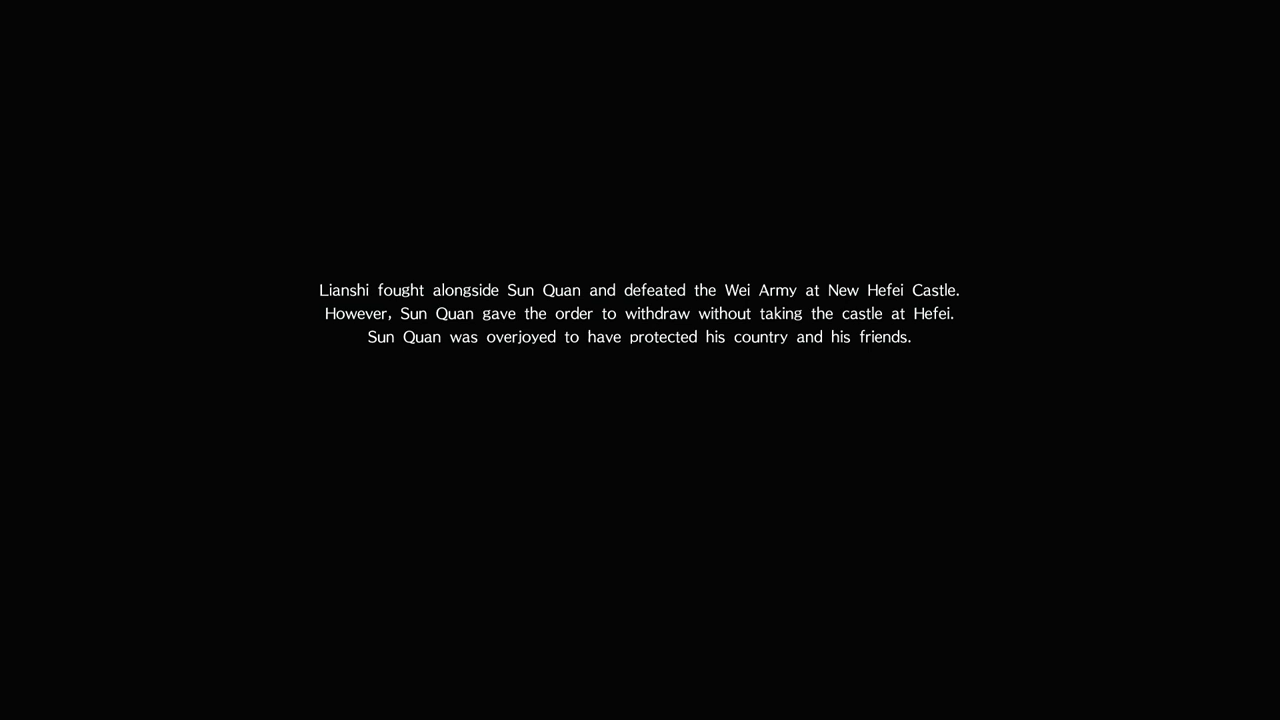 Lianshi fought alongside Sun Quan and defeated the Wei Army at New Hefei Castle.
However, Sun Quan gave the order to withdraw without taking the castle at Hefei.
Sun Quan was overjoyed to have protected his country and his friends.